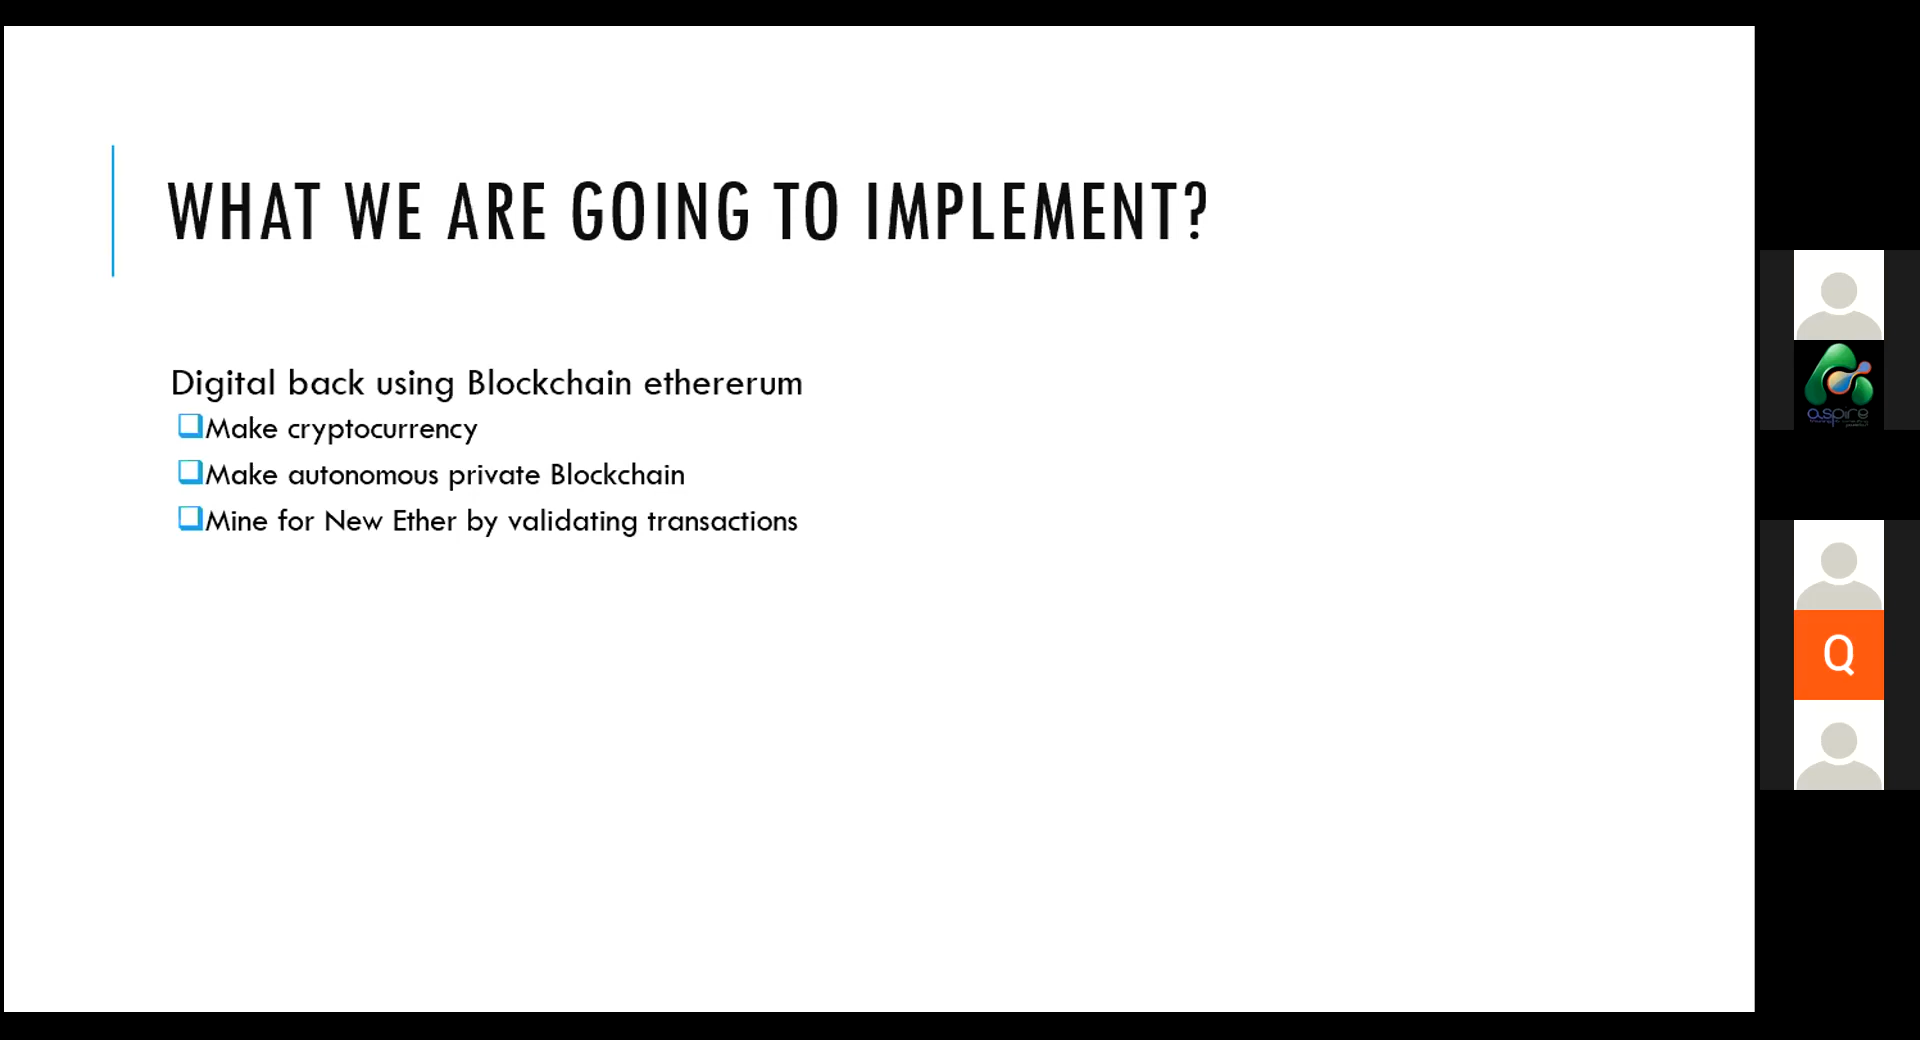 WHAT WE ARE GOING TO IMPLEMENT?
Digital back using Blockchain ethererum
Make cryptocurrency
Make autonomous private Blockchain
Mine for New Ether by validating transactions
aspire
Q